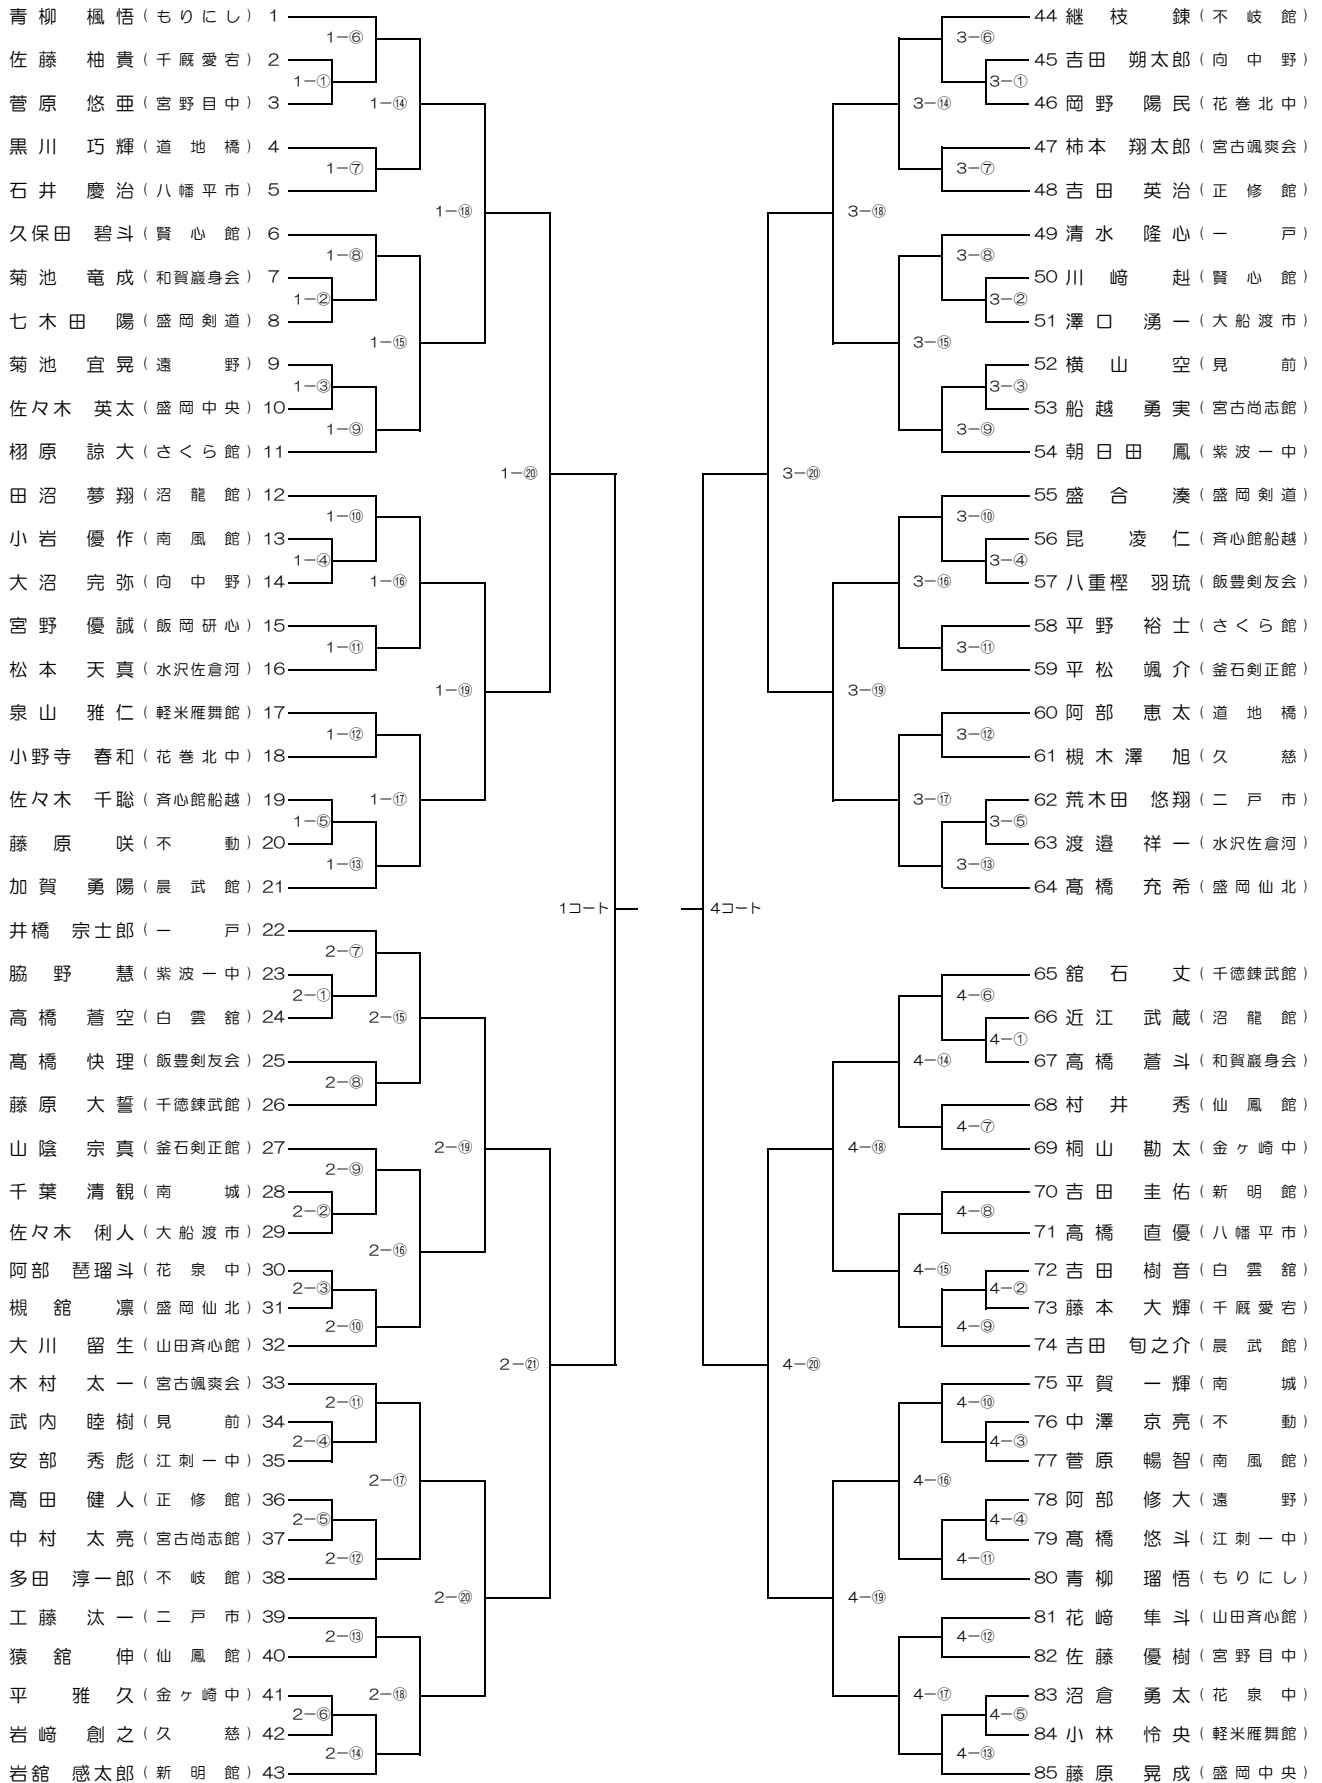 青柳 楓悟（もりにし）1
1－⑥
佐藤 柚貴（千厩愛宕）2
1－①
菅原 悠亜（宮野目中）3
1－⑭
黒川 巧輝（道地橋）4
1－⑦
石井 慶治（八幡平市）5
1－⑱
久保田 碧斗（賢心館）6
1－⑧
菊池 竜成（和賀巖身会）7
1－②
七木田 陽（盛岡剣道）8
1－⑮
菊池 宜晃（遠野）9
1－③
佐々木 英太（盛岡中央）10
1－⑨
栩原 諒大（さくら館）11
1－⑳
田沼 夢翔（沼龍館）12
1－⑩
小岩 優作（南風館）13
1－④
大沼 完弥（向中野）14
1－⑯
宮野 優誠（飯岡研心）15
1－⑪
松本 天真（水沢佐倉河）16
1－⑲
泉山 雅仁（軽米雁舞館）17
1－⑫
小野寺 春和（花巻北中）18
佐々木 千聡（斉心館船越）19
1－⑰
1－⑤
藤原 咲（不動）20
1－⑬
加賀 勇陽（晨武館）21
1コート
井橋 宗士郎（一戸）22
2－⑦
脇野 慧（紫波一中）23
2－①
高橋 蒼空（白雲舘）24
2－⑮
髙橋 快理（飯豊剣友会）25
2－⑧
藤原 大誓（千徳錬武館）26
山陰 宗真（釜石剣正館）27
2－⑲
2－⑨
千葉 清観（南城）28
2－②
佐々木 俐人（大船渡市）29
2－⑯
阿部 琶瑠斗（花泉中）30
2－③
槻舘 凛（盛岡仙北）31
2－⑩
大川 留生（山田斉心館）32
2－㉑
木村 太一（宮古颯爽会）33
2－⑪
武内 睦樹（見前）34
2－④
安部 秀彪（江刺一中）35
2－⑰
髙田 健人（正修館）36
2－⑤
中村 太亮（宮古尚志館）37
2－⑫
多田 淳一郎（不岐館）38
2－⑳
工藤 汰一（二戸市）39
2－⑬
猿舘 伸（仙鳳館）40
平 雅久（金ヶ崎中）41
2－⑱
2－⑥
岩﨑 創之（久慈）42
2－⑭
岩舘 感太郎（新明館）43
44 継枝 錬（不岐館）
3－⑥
45 吉田 朔太郎（向中野）
3－①
46 岡野 陽民（花巻北中）
3－⑭
47 柿本 翔太郎（宮古颯爽会）
3－⑦
48 吉田 英治（正修館）
3－⑱
49 清水 隆心（一戸）
3－⑧
50 川﨑 赳（賢心館）
3－②
51 澤口 湧一（大船渡市）
3－⑮
52 横山 空（見前）
3－③
53 船越 勇実（宮古尚志館）
3－⑨
54 朝日田 鳳（紫波一中）
3－⑳
55 盛合 湊（盛岡剣道）
3－⑩
56 昆 凌仁（斉心館船越）
3－④
57 八重樫 羽琉（飯豊剣友会）
3－⑯
58 平野 裕士（さくら館）
3－⑪
59 平松 颯介（釜石剣正館）
3－⑲
60 阿部 恵太（道地橋）
3－⑫
61 槻木澤 旭（久慈）
62 荒木田 悠翔（二戸市）
3－⑰
3－⑤
63 渡邉 祥一（水沢佐倉河）
3－⑬
64 髙橋 充希（盛岡仙北）
4コート
65 舘石 丈（千徳錬武館）
4－⑥
66 近江 武蔵（沼龍館）
4－①
67 高橋 蒼斗（和賀巖身会）
4－⑭
68 村井 秀（仙鳳館）
4－⑦
69 桐山 勘太（金ヶ崎中）
4－⑱
70 吉田 圭佑（新明館）
4－⑧
71 高橋 直優（八幡平市）
72 吉田 樹音（白雲舘）
4－⑮
4－②
73 藤本 大輝（千厩愛宕）
4－⑨
74 吉田 旬之介（晨武館）
4－⑳
75 平賀 一輝（南城）
4－⑩
76 中澤 京亮（不動）
4－③
77 菅原 暢智（南風館）
4－⑯
78 阿部 修大（遠野）
4－④
79 髙橋 悠斗（江刺一中）
4－⑪
80 青柳 瑠悟（もりにし）
4－⑲
81 花﨑 隼斗（山田斉心館）
4－⑫
82 佐藤 優樹（宮野目中）
83 沼倉 勇太（花泉中）
4－⑰
4－⑤
84 小林 怜央（軽米雁舞館）
4－⑬
85 藤原 晃成（盛岡中央）